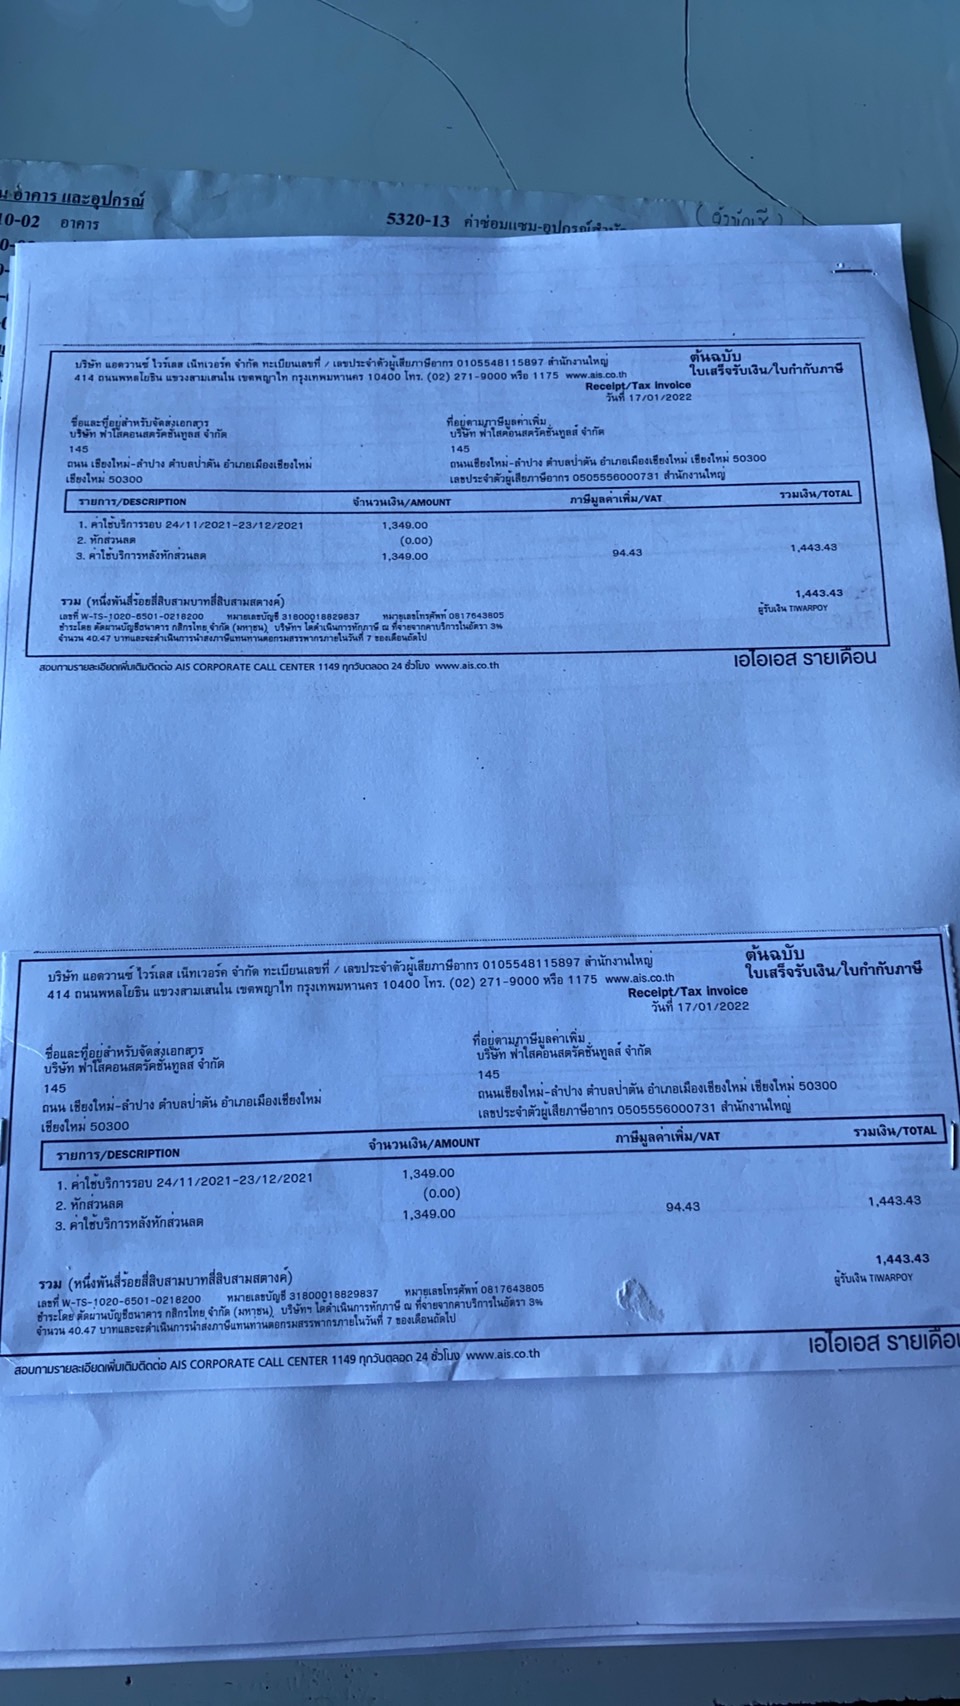 น อาคาร และอุปกรณ์
10-02 อาคาร
5320-13 ค่าซ่อมแซม-อุปกรณ์สำนัก
บริษัท แอดวานซ์ ไวร์เลส เน็ทเวอร์ค จำกัด ทะเบียนเลขที่ / เลขประจำตัวผู้เสียภาษีอากร 0105548115897 สำนักงานใหญ่
414 ถนนพหลโยธิน แขวงสามเสนใน เขตพญาไท กรุงเทพมหานคร 10400 โทร. (02) 271-9000 หรือ 1175 www.ais.co.th
ต้นฉบับ
ใบเสร็จรับเงิน/ใบกำกับภาษี
Receipt/Tax Invoice
วันที่ 17/01/2022
ชื่อและที่อยู่สำหรับจัดส่งเอกสาร
บริษัท ฟาใสคอนสตรัคชั่นทูลส์ จำกัด
145
ถนน เชียงใหม่-ลำปาง ตำบลป่าตัน อำเภอเมืองเชียงใหม่
เชียงใหม่ 50300
ที่อยู่ตามภาษีมูลค่าเพิ่ม
บริษัท ฟาใสคอนสตรัคชั่นทูลส์ จำกัด
145
ถนนเชียงใหม่-ลำปาง ตำบลป่าตัน อำเภอเมืองเชียงใหม่ เชียงใหม่ 50300
เลขประจำตัวผู้เสียภาษีอากร 0505556000731 สำนักงานใหญ่
รายการ/DESCRIPTION จำนวนเงิน/AMOUNT ภาษีมูลค่าเพิ่ม/VAT รวมเงิน/TOTAL
1. ค่าใช้บริการรอบ 24/11/2021-23/12/2021 1,349.00
2. หักส่วนลด (0.00)
3. ค่าใช้บริการหลังหักส่วนลด 1,349.00 94.43 1,443.43
รวม (หนึ่งพันสี่ร้อยสี่สิบสามบาทสี่สิบสามสตางค์) 1,443.43
เลขที่ W-TS-1020-6501-0218200 หมายเลขบัญชี 31800018829837 หมายเลขโทรศัพท์ 0817643805
ผู้รับเงิน TIWARPOY
ชำระโดย ตัดผ่านบัญชีธนาคาร กสิกรไทย จำกัด (มหาชน) บริษัทฯ ได้ดำเนินการหักภาษี ณ ที่จ่ายจากค่าบริการในอัตรา 3%
จำนวน 40.47 บาทและจะดำเนินการนำส่งภาษีแทนท่านต่อกรมสรรพากรภายในวันที่ 7 ของเดือนถัดไป
สอบถามรายละเอียดเพิ่มเติมติดต่อ AIS CORPORATE CALL CENTER 1149 ทุกวันตลอด 24 ชั่วโมง www.ais.co.th
เอไอเอส รายเดือน
บริษัท แอดวานซ์ ไวร์เลส เน็ทเวอร์ค จำกัด ทะเบียนเลขที่ / เลขประจำตัวผู้เสียภาษีอากร 0105548115897 สำนักงานใหญ่
414 ถนนพหลโยธิน แขวงสามเสนใน เขตพญาไท กรุงเทพมหานคร 10400 โทร. (02) 271-9000 หรือ 1175 www.ais.co.th
ต้นฉบับ
ใบเสร็จรับเงิน/ใบกำกับภาษี
Receipt/Tax Invoice
วันที่ 17/01/2022
ชื่อและที่อยู่สำหรับจัดส่งเอกสาร
บริษัท ฟาใสคอนสตรัคชั่นทูลส์ จำกัด
145
ถนน เชียงใหม่-ลำปาง ตำบลป่าตัน อำเภอเมืองเชียงใหม่
เชียงใหม่ 50300
ที่อยู่ตามภาษีมูลค่าเพิ่ม
บริษัท ฟาใสคอนสตรัคชั่นทูลส์ จำกัด
145
ถนนเชียงใหม่-ลำปาง ตำบลป่าตัน อำเภอเมืองเชียงใหม่ เชียงใหม่ 50300
เลขประจำตัวผู้เสียภาษีอากร 0505556000731 สำนักงานใหญ่
รายการ/DESCRIPTION จำนวนเงิน/AMOUNT ภาษีมูลค่าเพิ่ม/VAT รวมเงิน/TOTAL
1. ค่าใช้บริการรอบ 24/11/2021-23/12/2021 1,349.00
2. หักส่วนลด (0.00)
3. ค่าใช้บริการหลังหักส่วนลด 1,349.00 94.43 1,443.43
รวม (หนึ่งพันสี่ร้อยสี่สิบสามบาทสี่สิบสามสตางค์) 1,443.43
เลขที่ W-TS-1020-6501-0218200 หมายเลขบัญชี 31800018829837 หมายเลขโทรศัพท์ 0817643805
ผู้รับเงิน TIWARPOY
ชำระโดย ตัดผ่านบัญชีธนาคาร กสิกรไทย จำกัด (มหาชน) บริษัทฯ ได้ดำเนินการหักภาษี ณ ที่จ่ายจากค่าบริการในอัตรา 3%
จำนวน 40.47 บาทและจะดำเนินการนำส่งภาษีแทนท่านต่อกรมสรรพากรภายในวันที่ 7 ของเดือนถัดไป
สอบถามรายละเอียดเพิ่มเติมติดต่อ AIS CORPORATE CALL CENTER 1149 ทุกวันตลอด 24 ชั่วโมง www.ais.co.th
เอไอเอส รายเดือน